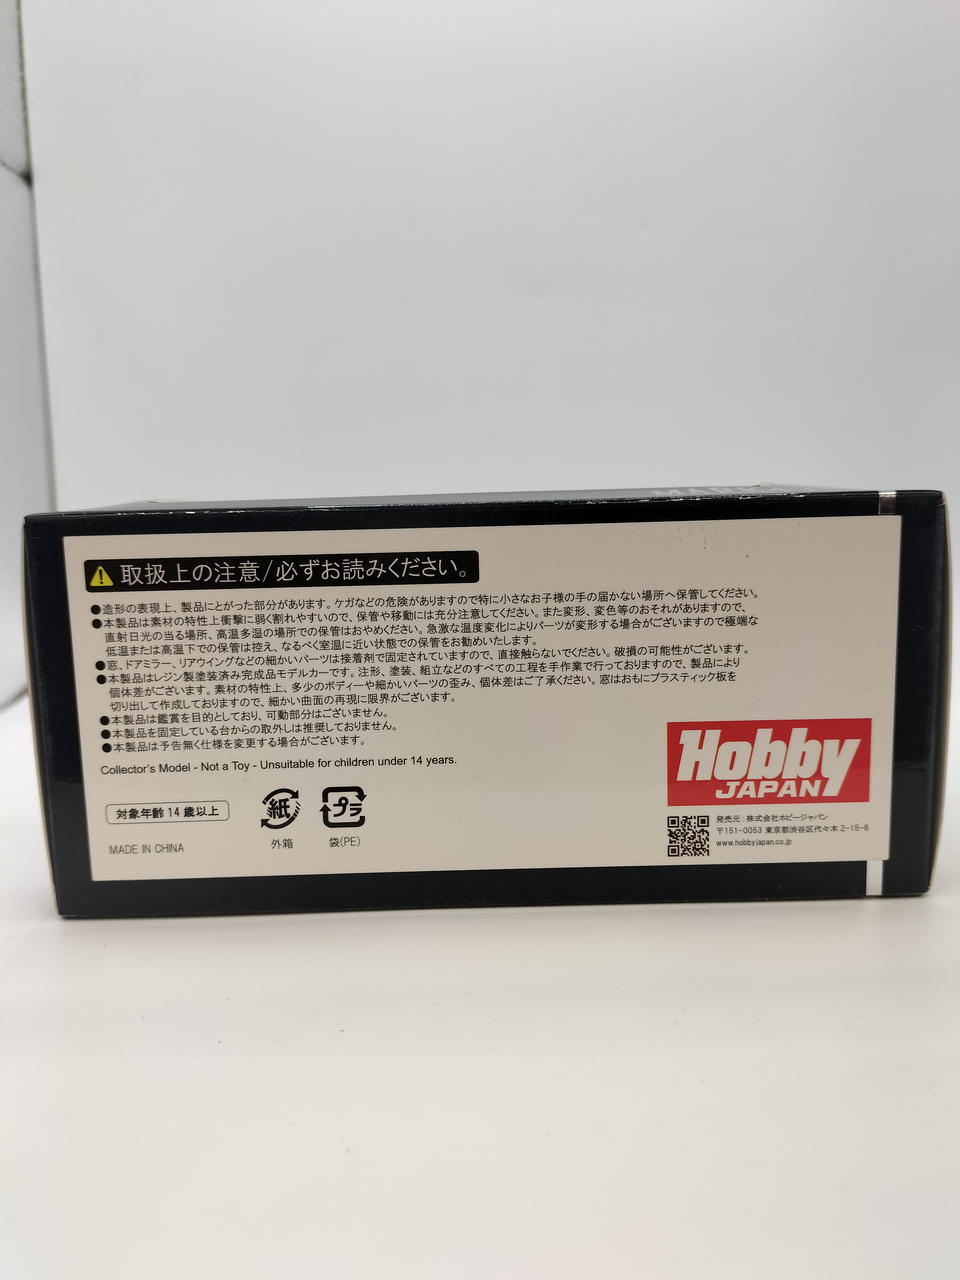 取扱上の注意/必ずお読みください。
●造形の表現上、製品にとがった部分があります。ケガなどの危険がありますので特に小さなお子様の手の届かない場所へ保管してください。
●本製品は素材の特性上衝撃に弱く割れやすいので、保管や移動には充分注意してください。また変形、変色等のおそれがありますので、
直射日光の当る場所、高温多湿の場所での保管はおやめください。急激な温度変化によりパーツが変形する場合がございますので極端な
低温または高温下での保管は控え、なるべく室温に近い状態での保管をお勧めいたします。
●窓、ドアミラー、リアウイングなどの細かいパーツは接着剤で固定されていますので、直接触らないでください。破損の可能性がございます。
●本製品はレジン製塗装済み完成品モデルカーです。注形、塗装、組立などのすべての工程を手作業で行っておりますので、製品により
個体差がございます。素材の特性上、多少のボディーや細かいパーツの歪み、個体差はご了承ください。窓はおもにプラスティック板を
切り出して作成しておりますので、細かい曲面の再現に限界がございます。
●本製品は鑑賞を目的としており、可動部分はございません。
●本製品を固定している台からの取外しは推奨しておりません。
●本製品は予告無く仕様を変更する場合がございます。
Collector's Model - Not a Toy - Unsuitable for children under 14 years.
対象年齢14歳以上
紙
外箱
プラ
袋(PE)
MADE IN CHINA
Hobby
JAPAN
発売元：株式会社ホビージャパン
〒151-0053 東京都渋谷区代々木 2-15-8
www.hobbyjapan.co.jp